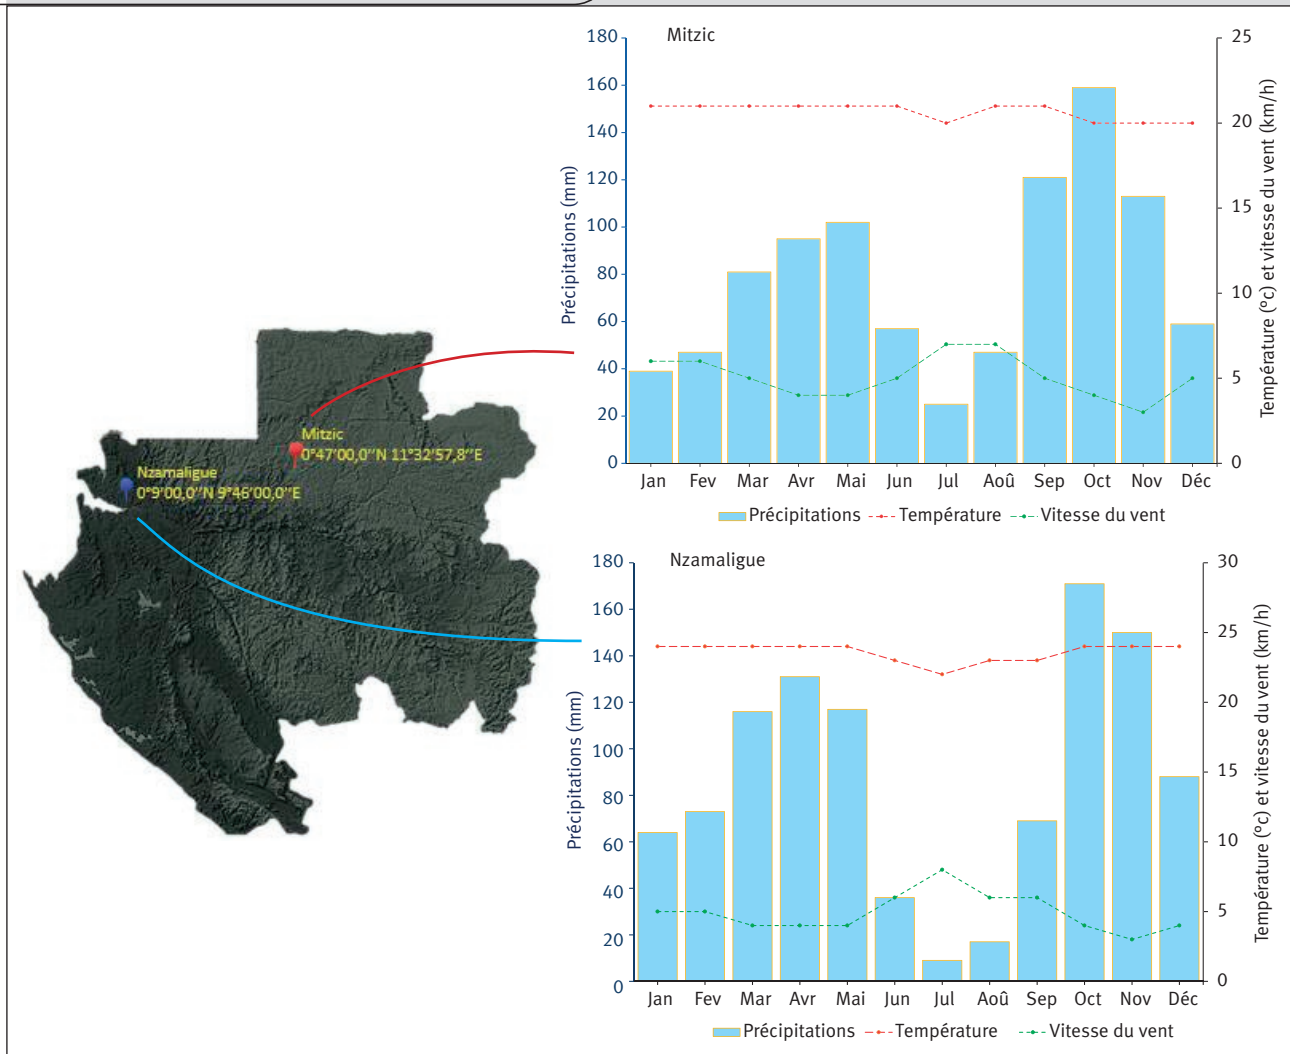 Mitzic
180
160
140
120
100
80
60
40
20
0
Précipitations (mm)
25
20
15
10
5
0
Température (ºc) et vitesse du vent (km/h)
Jan Fev Mar Avr Mai Jun Jul Aoû Sep Oct Nov Déc
Précipitations Température Vitesse du vent
Mitzic
0°47'00,0''N 11°32'57,8''E
Nzamaligue
0°9'00,0''N 9°46'00,0''E
Nzamaligue
180
160
140
120
100
80
60
40
20
0
Précipitations (mm)
30
25
20
15
10
5
0
Température (ºc) et vitesse du vent (km/h)
Jan Fev Mar Avr Mai Jun Jul Aoû Sep Oct Nov Déc
Précipitations Température Vitesse du vent